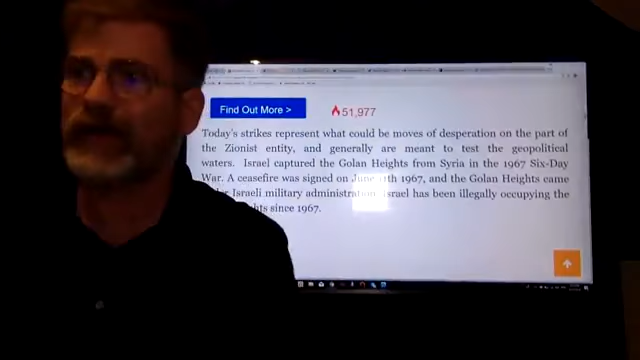 Find Out More >
51,977
Today's strikes represent what could be moves of desperation on the part of
the Zionist entity, and generally are meant to test the geopolitical
waters. Israel captured the Golan Heights from Syria in the 1967 Six-Day
War. A ceasefire was signed on June 11th 1967, and the Golan Heights came
Israeli military administration. Israel has been illegally occupying the
since 1967.